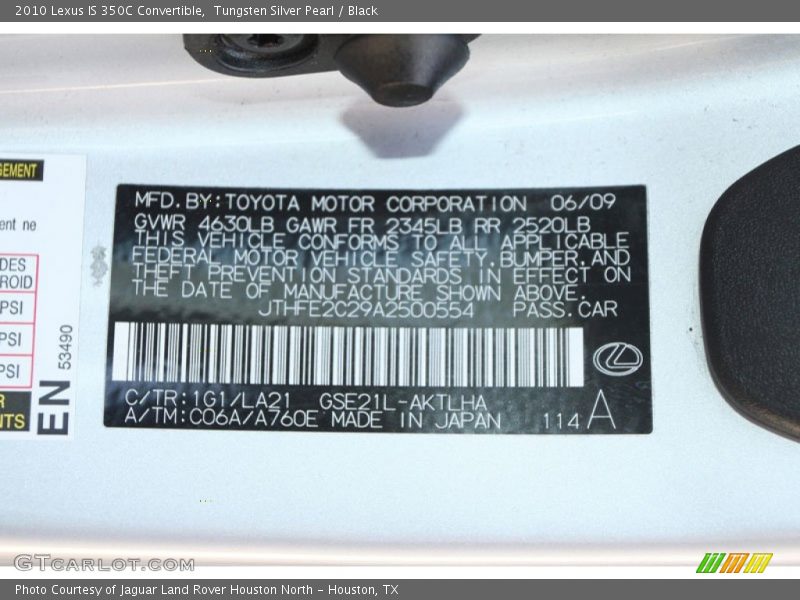 2010 Lexus IS 350C Convertible,  Tungsten Silver Pearl / Black
GEMENT
ent ne
DES
ROID
PSI
PSI
PSI
R
NTS
EN
53490
MFD. BY: TOYOTA MOTOR CORPORATION 06/09
GVWR 4630LB GAWR FR 2345LB RR 2520LB
THIS VEHICLE CONFORMS TO ALL APPLICABLE
FEDERAL MOTOR VEHICLE SAFETY, BUMPER, AND
THEFT PREVENTION STANDARDS IN EFFECT ON
THE DATE OF MANUFACTURE SHOWN ABOVE.
JTHFE2C29A2500554 PASS. CAR
C/TR: 1G1/LA21 GSE21L-AKTLHA
A/TM: C06A/A760E MADE IN JAPAN 114 A
GTCARLOT.COM
Photo Courtesy of Jaguar Land Rover Houston North - Houston, TX